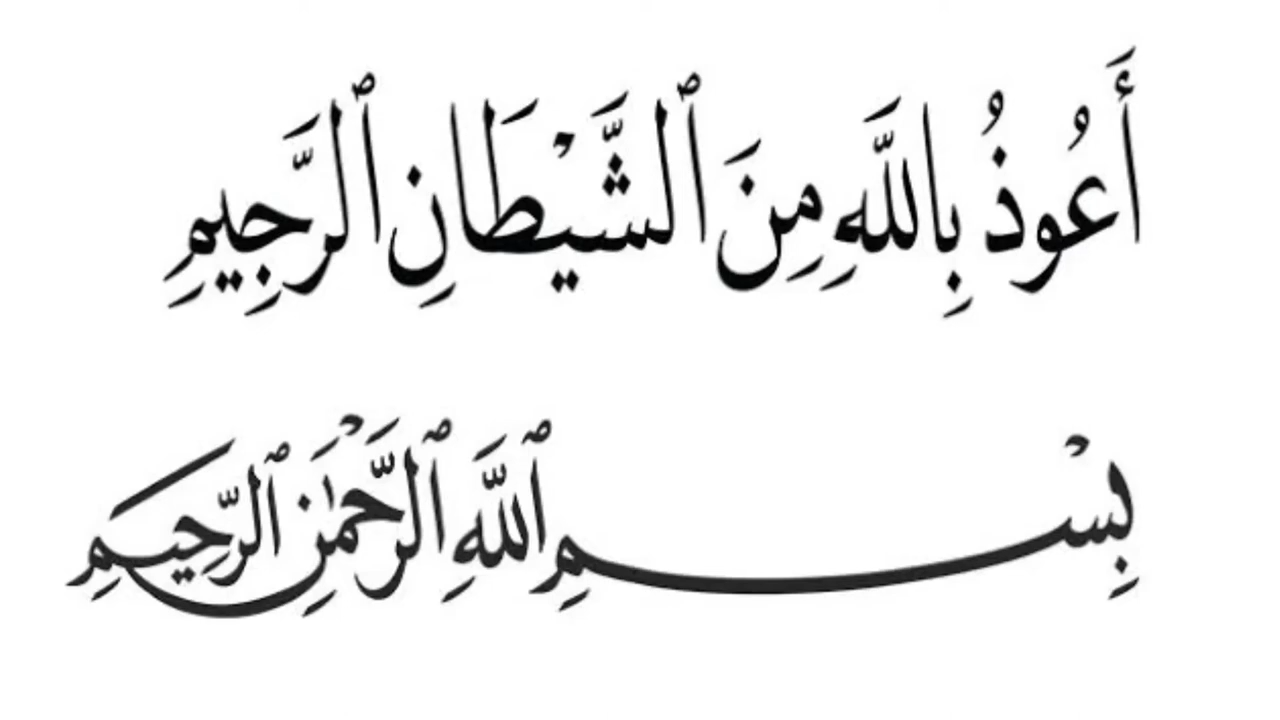 أَعُوذُ بِاللَّهِ مِنَ ٱلشَّيْطَانِ ٱلرَّجِيمِ
بِسْمِ ٱللَّهِ ٱلرَّحْمَٰنِ ٱلرَّحِيمِ